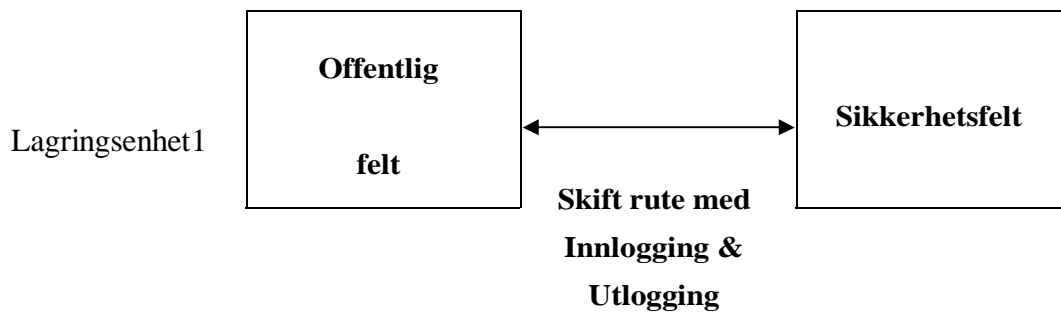 Lagringsenhet1
Offentlig
felt
Skift rute med
Innlogging &
Utlogging
Sikkerhetsfelt